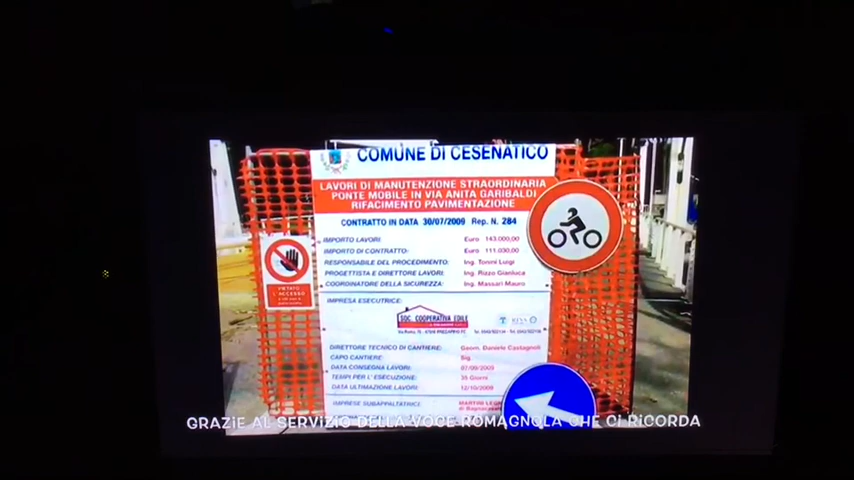 COMUNE DI CESENATICO
LAVORI DI MANUTENZIONE STRAORDINARIA
PONTE MOBILE IN VIA ANITA GARIBALDI
RIFACIMENTO PAVIMENTAZIONE
CONTRATTO IN DATA 30/07/2009 Rep. N. 284
IMPORTO LAVORI: Euro 143.000,00
IMPORTO DI CONTRATTO: Euro 111.030,00
RESPONSABILE DEL PROCEDIMENTO: Ing. Tonini Luigi
PROGETTISTA E DIRETTORE LAVORI: Ing. Rizzo Gianluca
COORDINATORE DELLA SICUREZZA: Ing. Massari Mauro
VIETATO
L'ACCESSO
IMPRESA ESECUTRICE:
SOC. COOPERATIVA EDILE
DIRETTORE TECNICO DI CANTIERE: Geom. Daniele Castagnoli
CAPO CANTIERE: Sig.
DATA CONSEGNA LAVORI: 07/09/2009
TEMPI PER L' ESECUZIONE: 35 Giorni
DATA ULTIMAZIONE LAVORI: 12/10/2009
IMPRESE SUBAPPALTATRICE: MARTINI
GRAZIE AL SERVIZIO DELLA VOCE ROMAGNOLA CHE CI RICORDA